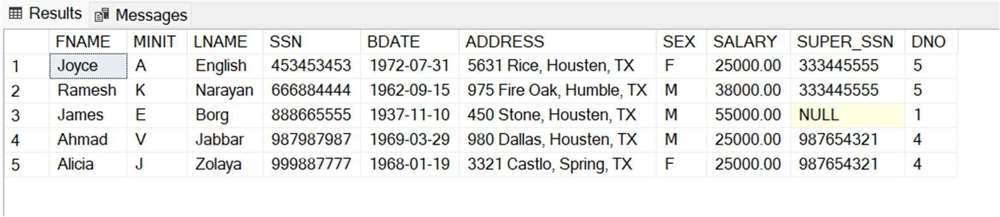 Results Messages
FNAME MINIT LNAME SSN BDATE ADDRESS SEX SALARY SUPER_SSN DNO
1 Joyce A English 453453453 1972-07-31 5631 Rice, Housten, TX F 25000.00 333445555 5
2 Ramesh K Narayan 666884444 1962-09-15 975 Fire Oak, Humble, TX M 38000.00 333445555 5
3 James E Borg 888665555 1937-11-10 450 Stone, Housten, TX M 55000.00 NULL 1
4 Ahmad V Jabbar 987987987 1969-03-29 980 Dallas, Housten, TX M 25000.00 987654321 4
5 Alicia J Zolaya 999887777 1968-01-19 3321 Castlo, Spring, TX F 25000.00 987654321 4